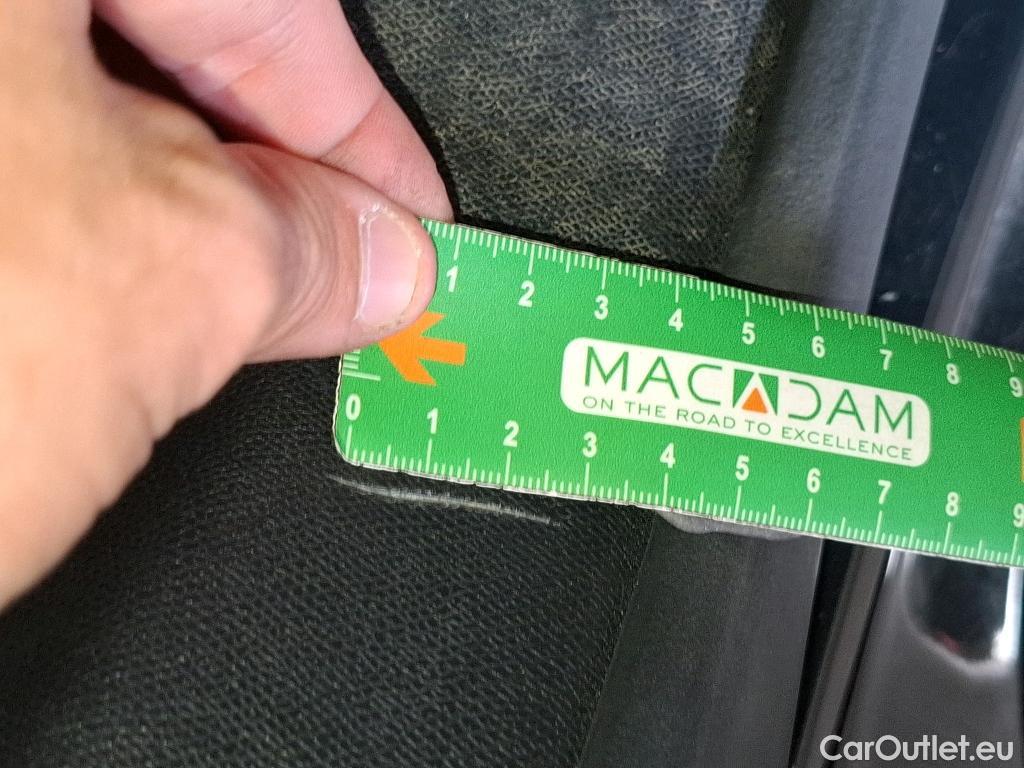 1 2 3 4 5 6 7 8 9
MACADAM
ON THE ROAD TO EXCELLENCE
0 1 2 3 4 5 6 7 8 9
CarOutlet.eu